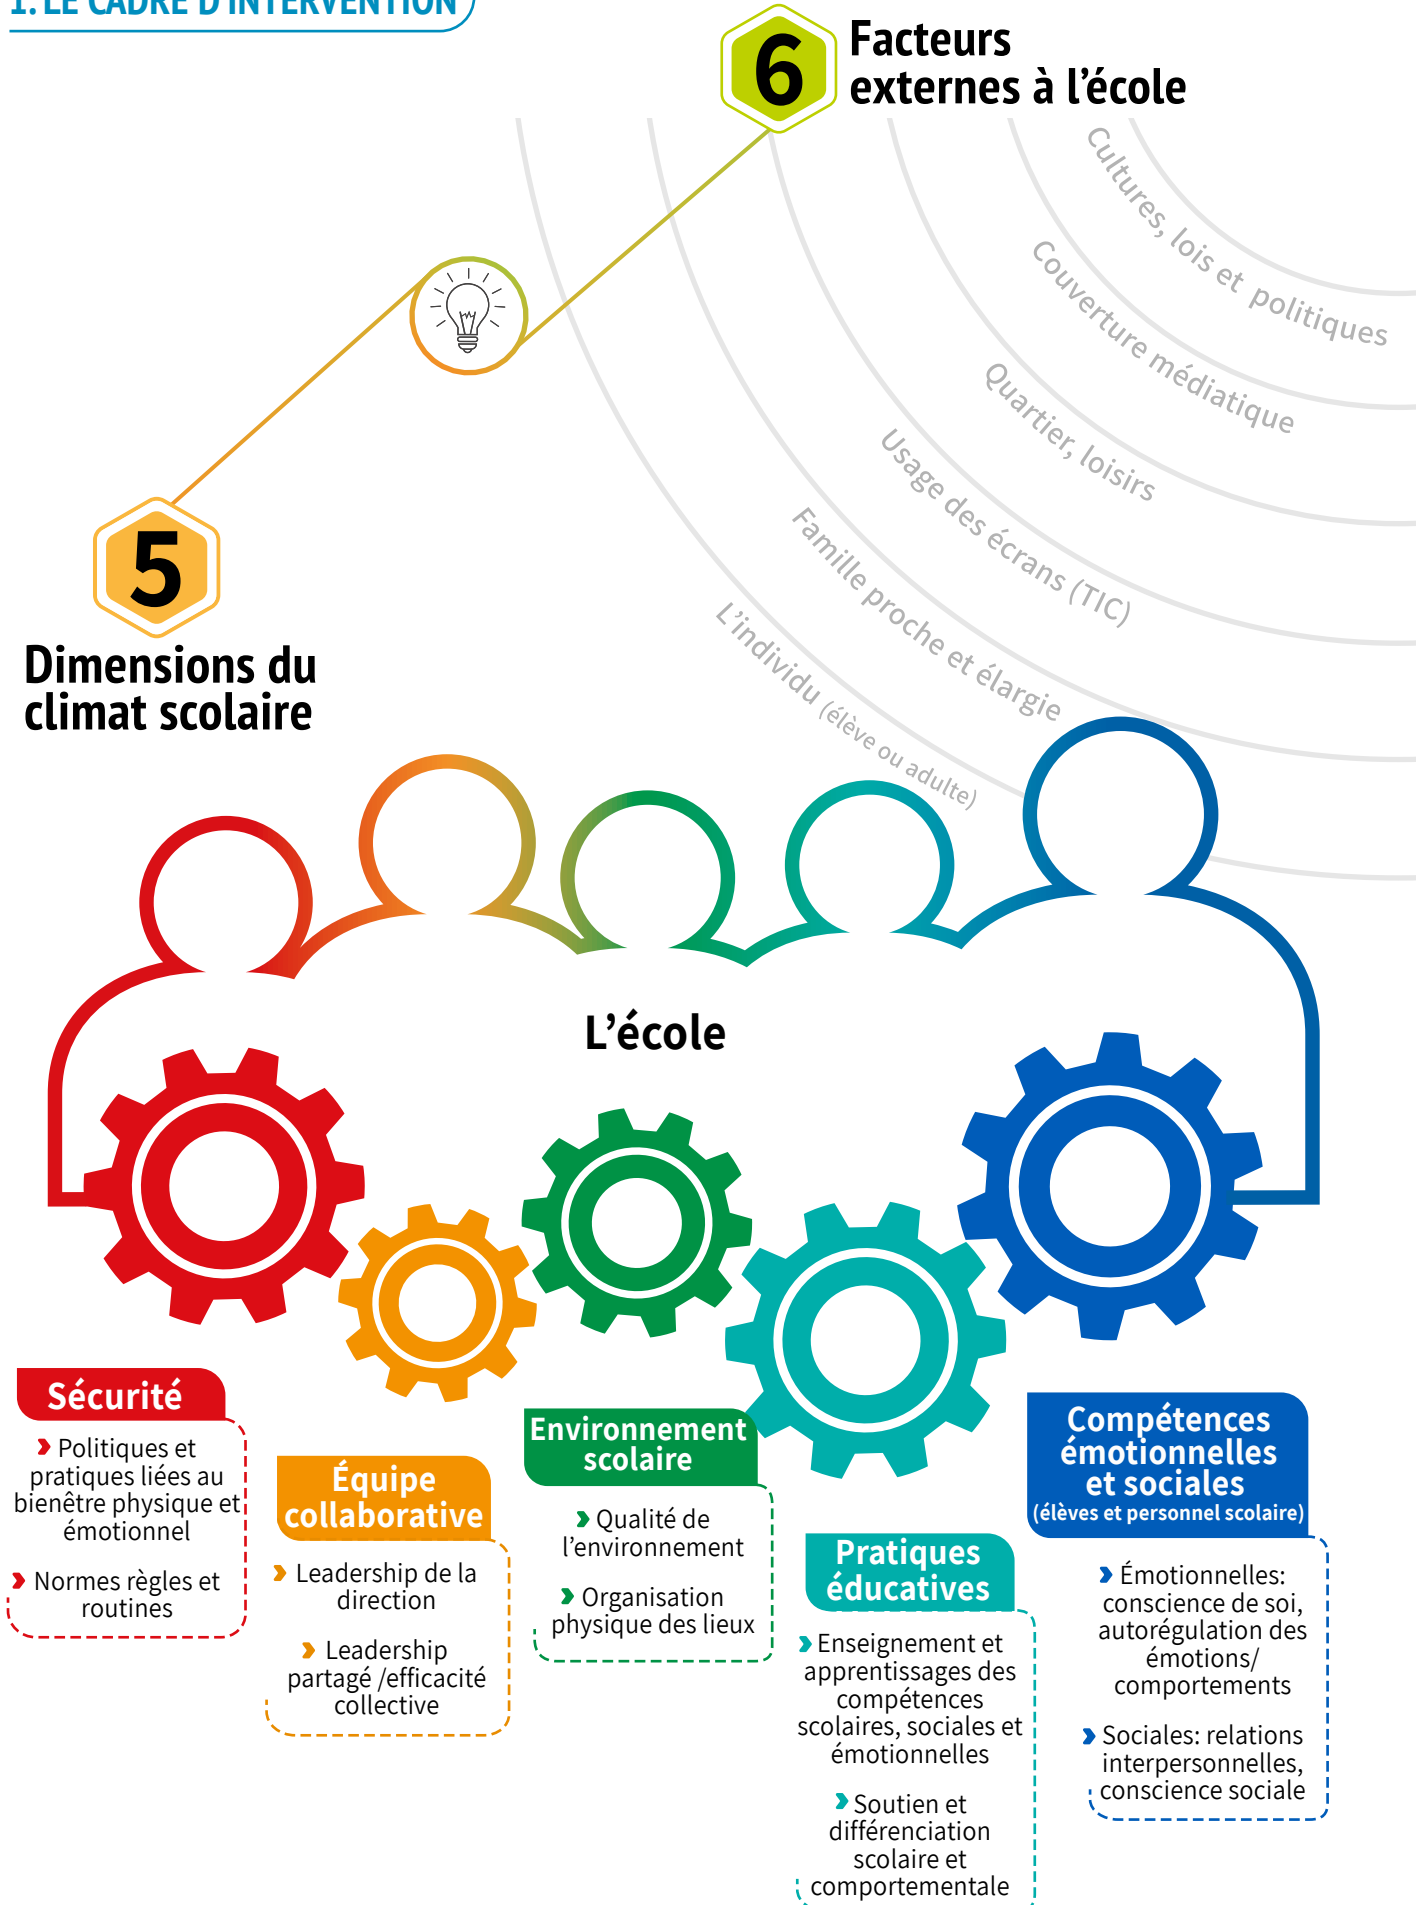 1. LE CADRE D'INTERVENTION
6
Facteurs
externes à l’école
Cultures, lois et politiques
Couverture médiatique
Quartier, loisirs
Usage des écrans (TIC)
Famille proche et élargie
L’individu (élève ou adulte)
5
Dimensions du
climat scolaire
L’école
Sécurité
Politiques et
pratiques liées au
bienêtre physique et
émotionnel
Normes règles et
routines
Équipe
collaborative
Leadership de la
direction
Leadership
partagé /efficacité
collective
Environnement
scolaire
Qualité de
l’environnement
Organisation
physique des lieux
Pratiques
éducatives
Enseignement et
apprentissages des
compétences
scolaires, sociales et
émotionnelles
Soutien et
différenciation
scolaire et
comportementale
Compétences
émotionnelles
et sociales
(élèves et personnel scolaire)
Émotionnelles:
conscience de soi,
autorégulation des
émotions/
comportements
Sociales: relations
interpersonnelles,
conscience sociale